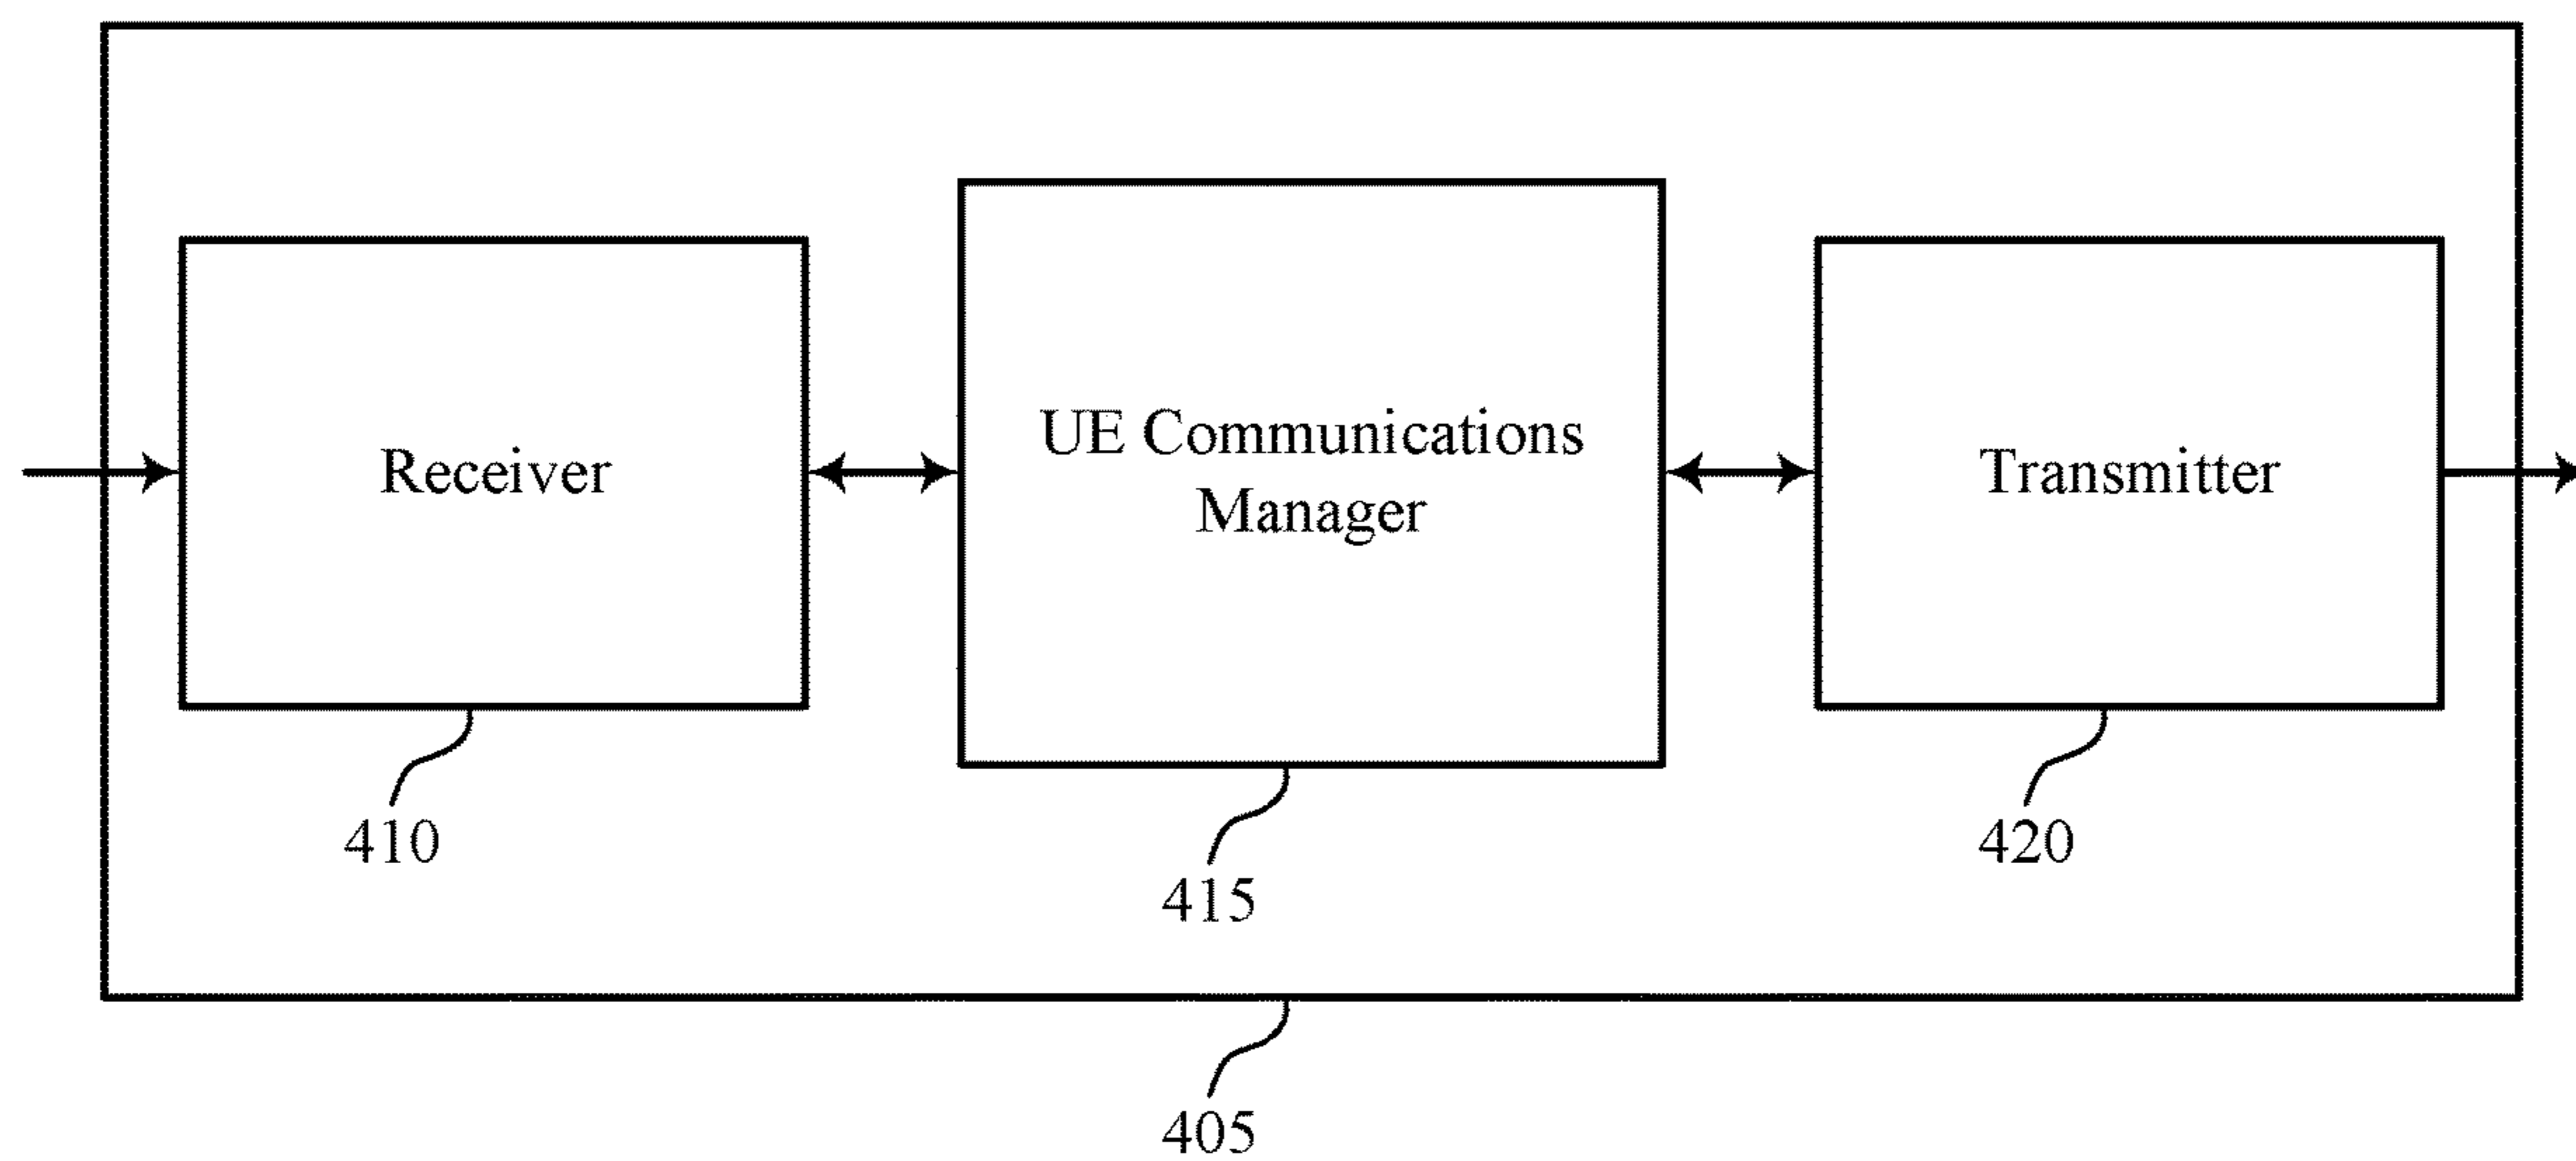 Receiver
UE Communications
Manager
Transmitter
410
415
420
405